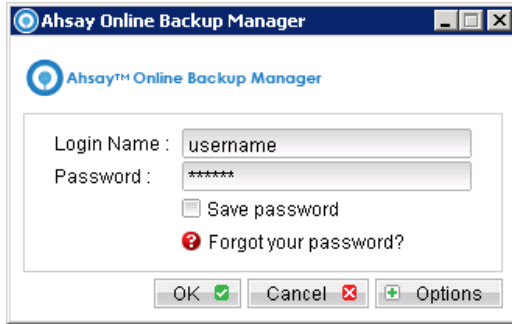 Ahsay Online Backup Manager
Ahsay™ Online Backup Manager
Login Name : username
Password : ******
Save password
Forgot your password?
OK Cancel Options